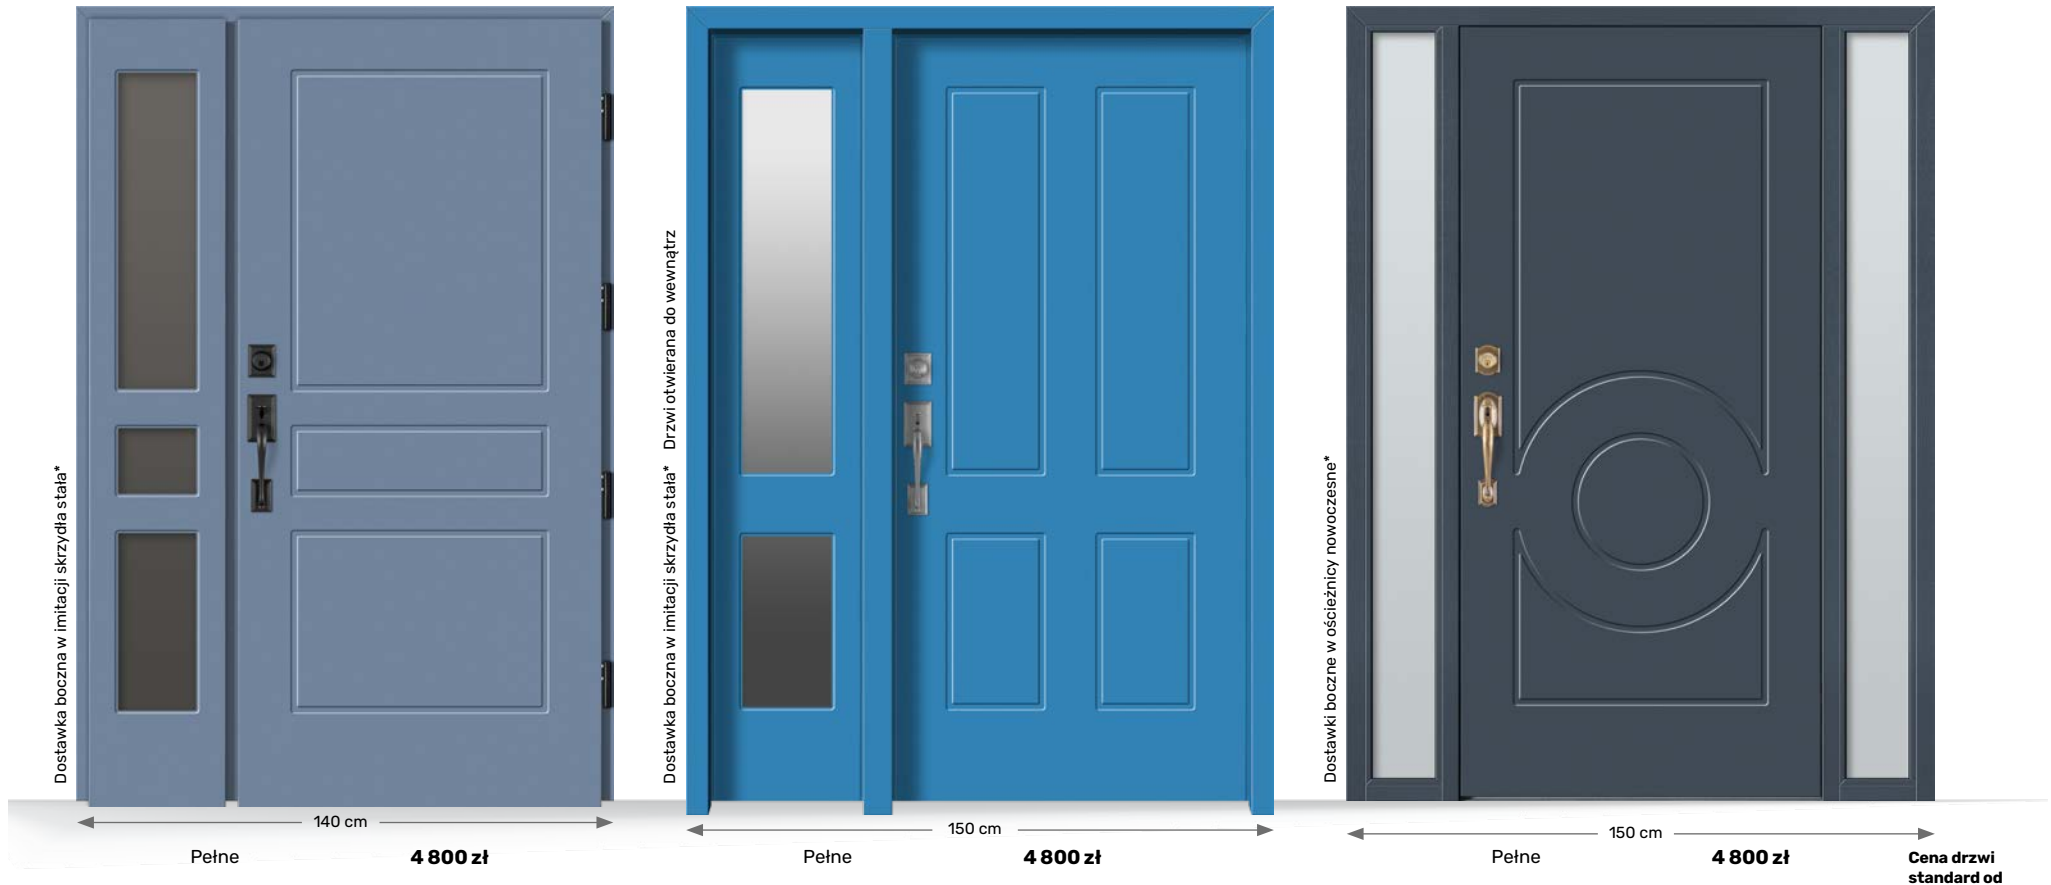 Dostawka boczna w imitacji skrzydła stała*
140 cm
Pełne 4 800 zł
Dostawka boczna w imitacji skrzydła stała* Drzwi otwierana do wewnątrz
150 cm
Pełne 4 800 zł
Dostawki boczne w ościeżnicy nowoczesne*
150 cm
Pełne 4 800 zł
Cena drzwi
standard od